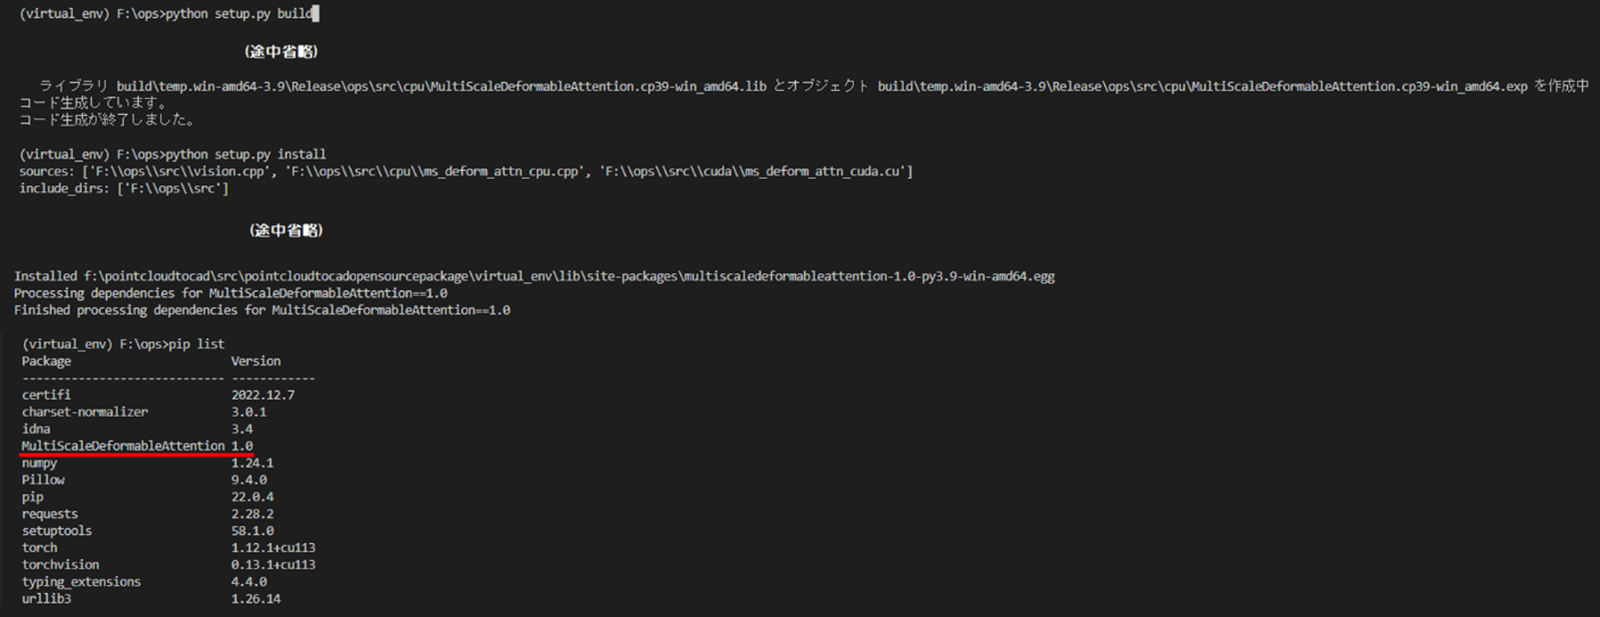 (virtual_env) F:\ops>python setup.py build
(途中省略)
ライブラリ build\temp.win-amd64-3.9\Release\ops\src\cpu\MultiScaleDeformableAttention.cp39-win_amd64.lib とオブジェクト build\temp.win-amd64-3.9\Release\ops\src\cpu\MultiScaleDeformableAttention.cp39-win_amd64.exp を作成中
コード生成しています。
コード生成が終了しました。
(virtual_env) F:\ops>python setup.py install
sources: ['F:\\ops\\src\\vision.cpp', 'F:\\ops\\src\\cpu\\ms_deform_attn_cpu.cpp', 'F:\\ops\\src\\cuda\\ms_deform_attn_cuda.cu']
include_dirs: ['F:\\ops\\src']
(途中省略)
Installed f:\pointcloudtocad\src\pointcloudtocadopensourcepackage\virtual_env\lib\site-packages\multiscaledeformableattention-1.0-py3.9-win-amd64.egg
Processing dependencies for MultiScaleDeformableAttention==1.0
Finished processing dependencies for MultiScaleDeformableAttention==1.0
(virtual_env) F:\ops>pip list
Package Version
----------------------------- ------------
certifi 2022.12.7
charset-normalizer 3.0.1
idna 3.4
MultiScaleDeformableAttention 1.0
numpy 1.24.1
Pillow 9.4.0
pip 22.0.4
requests 2.28.2
setuptools 58.1.0
torch 1.12.1+cu113
torchvision 0.13.1+cu113
typing_extensions 4.4.0
urllib3 1.26.14